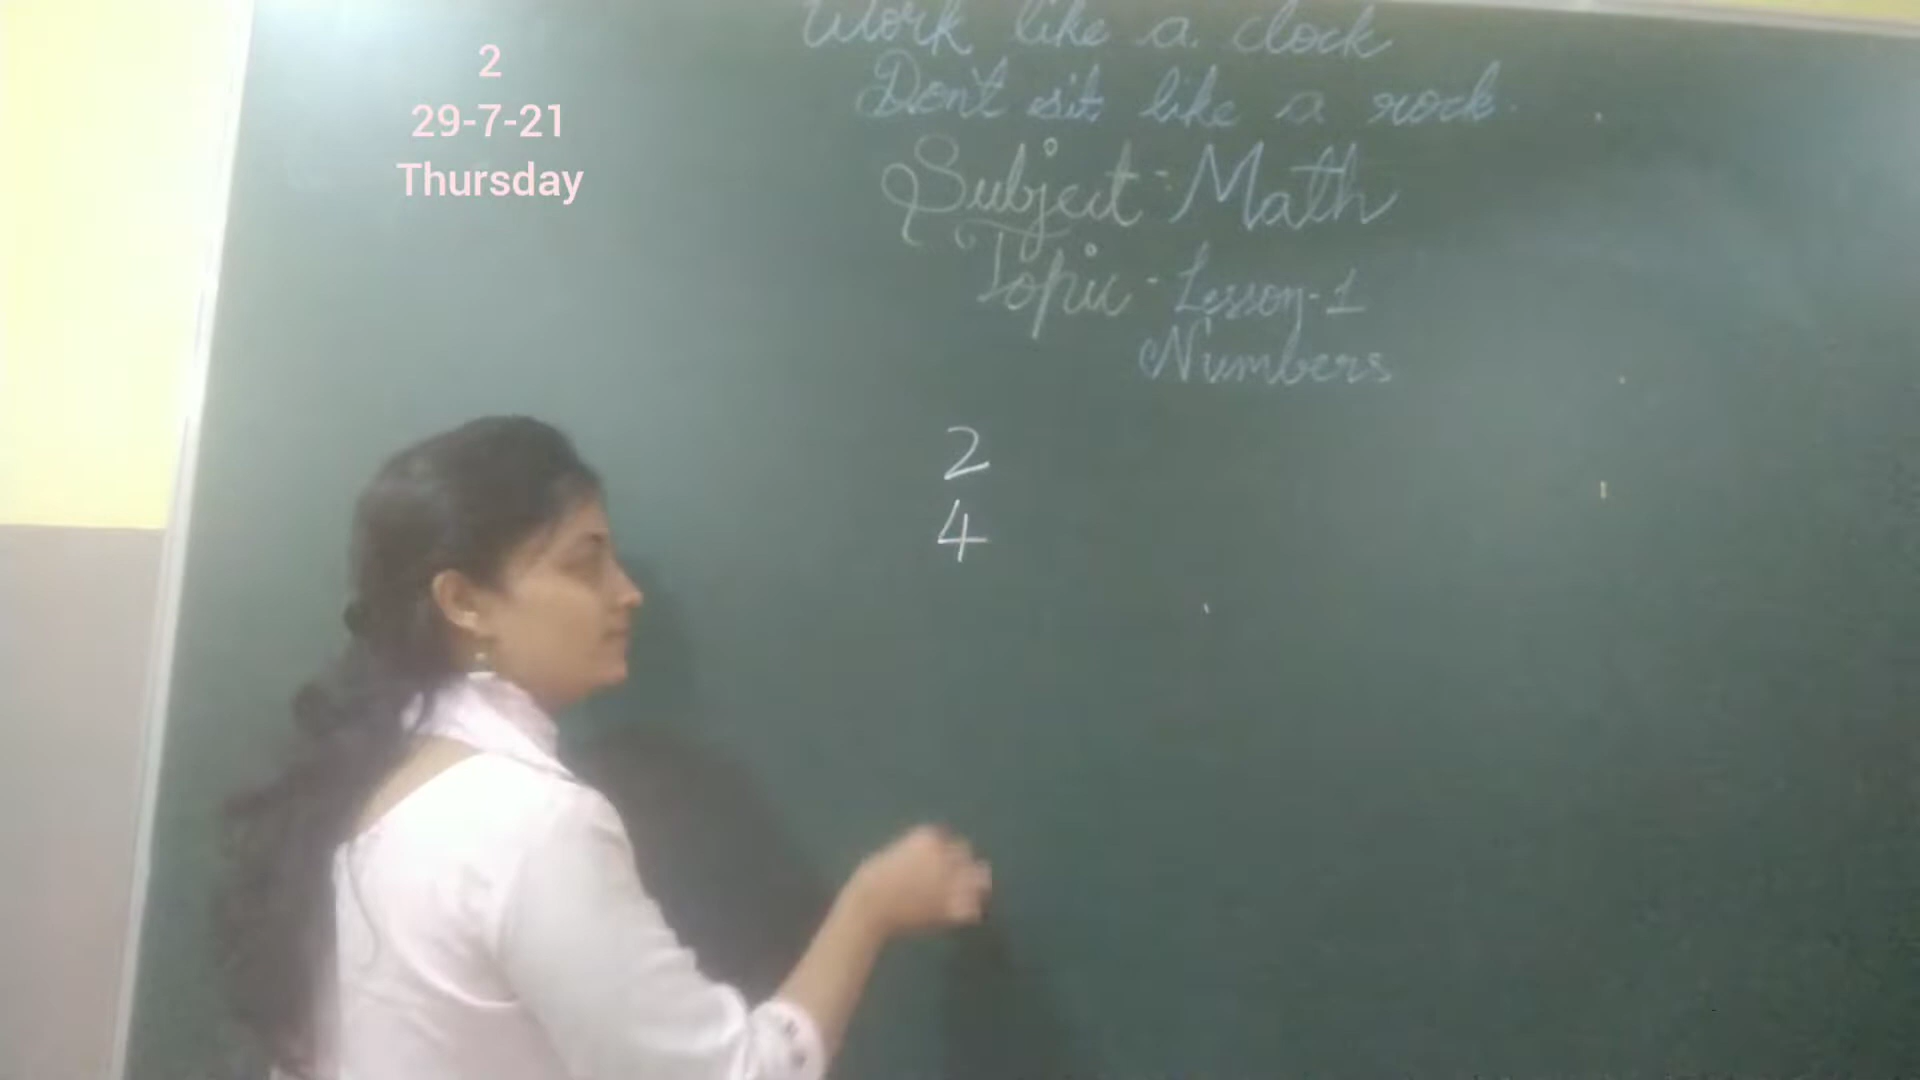 2
29-7-21
Thursday
Work like a clock
Don't sit like a rock.
Subject - Math
Topic - Lesson-1
Numbers
2
4